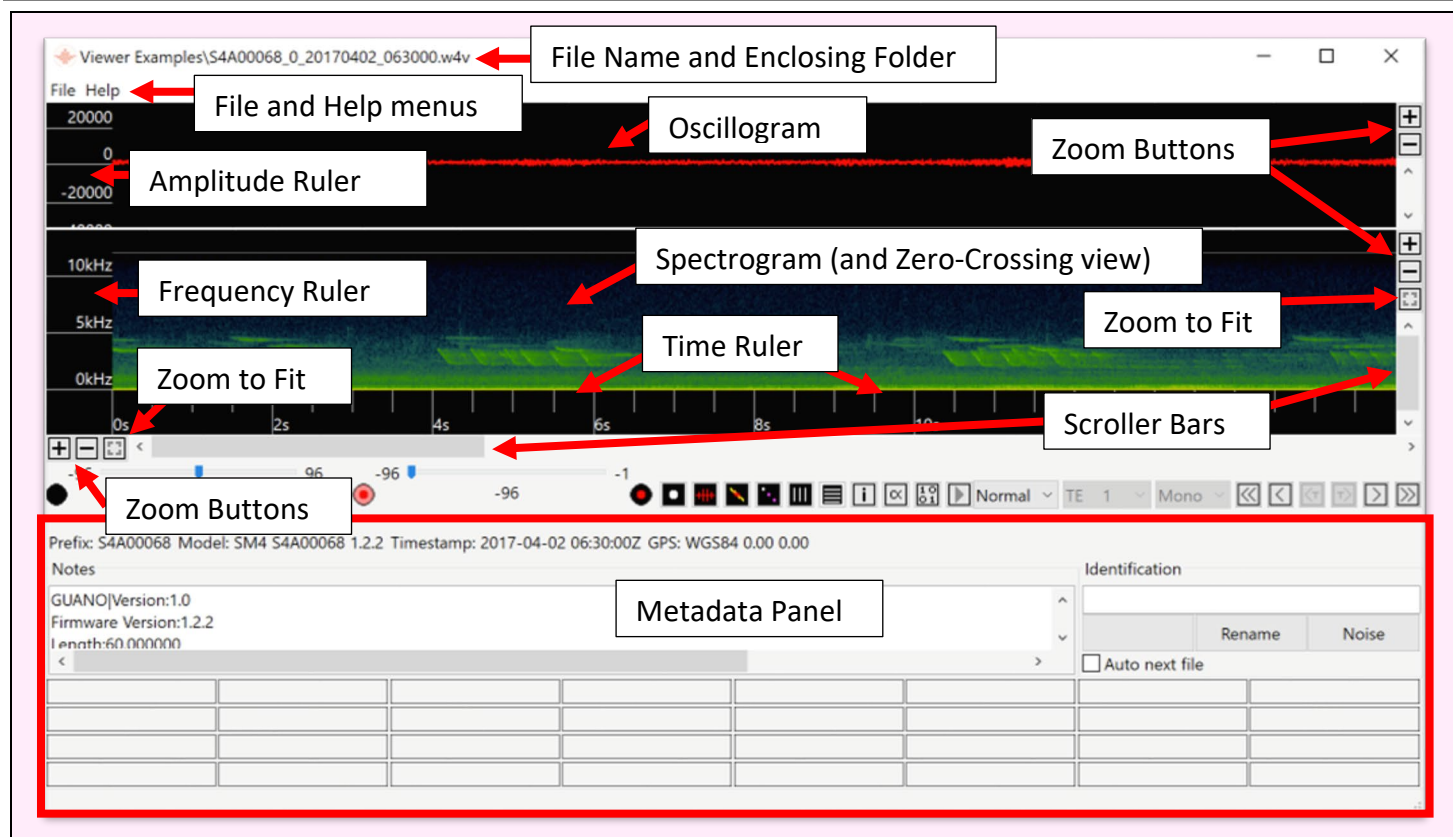 Viewer Examples\S4A00068_0_20170402_063000.w4v
File Name and Enclosing Folder
File Help
File and Help menus
20000
0
-20000
Oscillogram
Zoom Buttons
Amplitude Ruler
Spectrogram (and Zero-Crossing view)
10kHz
Frequency Ruler
5kHz
Zoom to Fit
Time Ruler
0kHz
Zoom to Fit
0s 2s 4s 6s 8s 10s
Scroller Bars
96 -96 -1
-96
Normal TE 1 Mono
Zoom Buttons
Prefix: S4A00068 Model: SM4 S4A00068 1.2.2 Timestamp: 2017-04-02 06:30:00Z GPS: WGS84 0.00 0.00
Notes
Identification
GUANO|Version:1.0
Firmware Version:1.2.2
Length:60.000000
Metadata Panel
Rename Noise
Auto next file